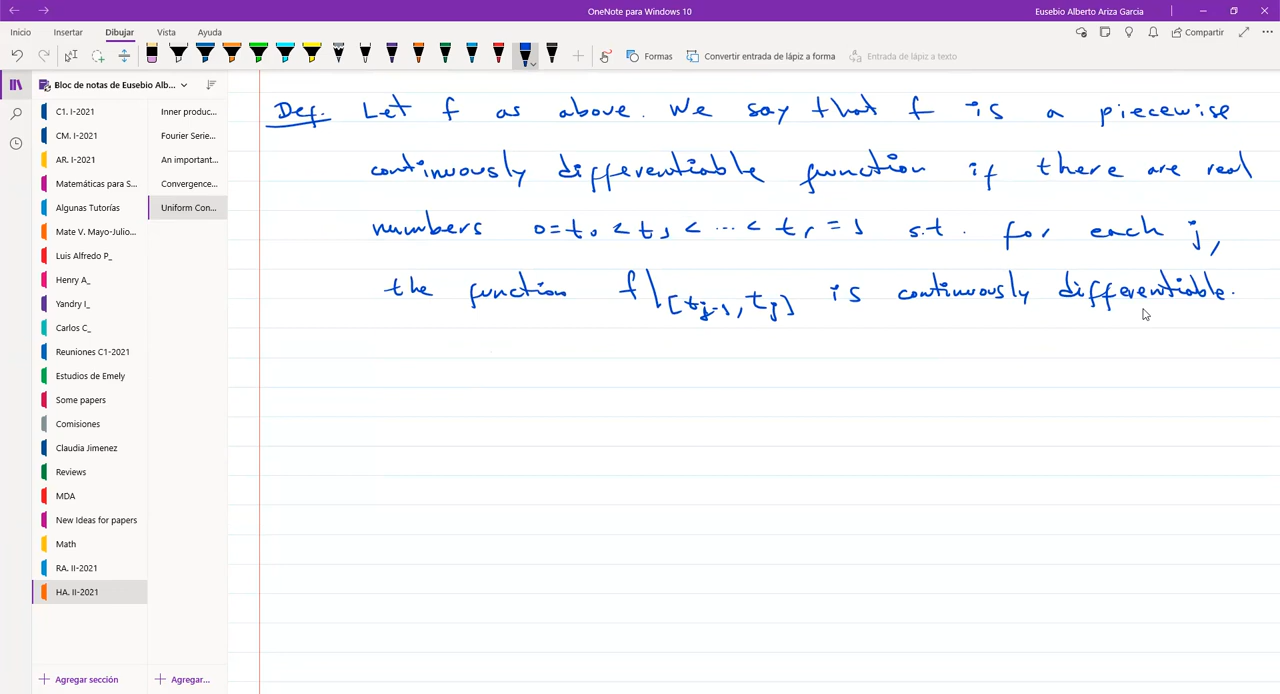 OneNote para Windows 10
Eusebio Alberto Ariza Garcia
Inicio Insertar Dibujar Vista Ayuda
Compartir
Formas
Convertir entrada de lápiz a forma
Entrada de lápiz a texto
Bloc de notas de Eusebio Alb...
C1. I-2021
CM. I-2021
AR. I-2021
Matemáticas para S...
Algunas Tutorías
Mate V. Mayo-Julio...
Luis Alfredo P_
Henry A_
Yandry I_
Carlos C_
Reuniones C1-2021
Estudios de Emely
Some papers
Comisiones
Claudia Jimenez
Reviews
MDA
New Ideas for papers
Math
RA. II-2021
HA. II-2021
Agregar sección
Inner produc...
Fourier Serie...
An important...
Convergence...
Uniform Con...
Agregar...
Def. Let f as above. We say that f is a piecewise
continuously differentiable function if there are real
numbers 0=t₀<t₁<...<tᵣ=1 s.t. for each j,
the function f|[tj-1, tj] is continuously differentiable.